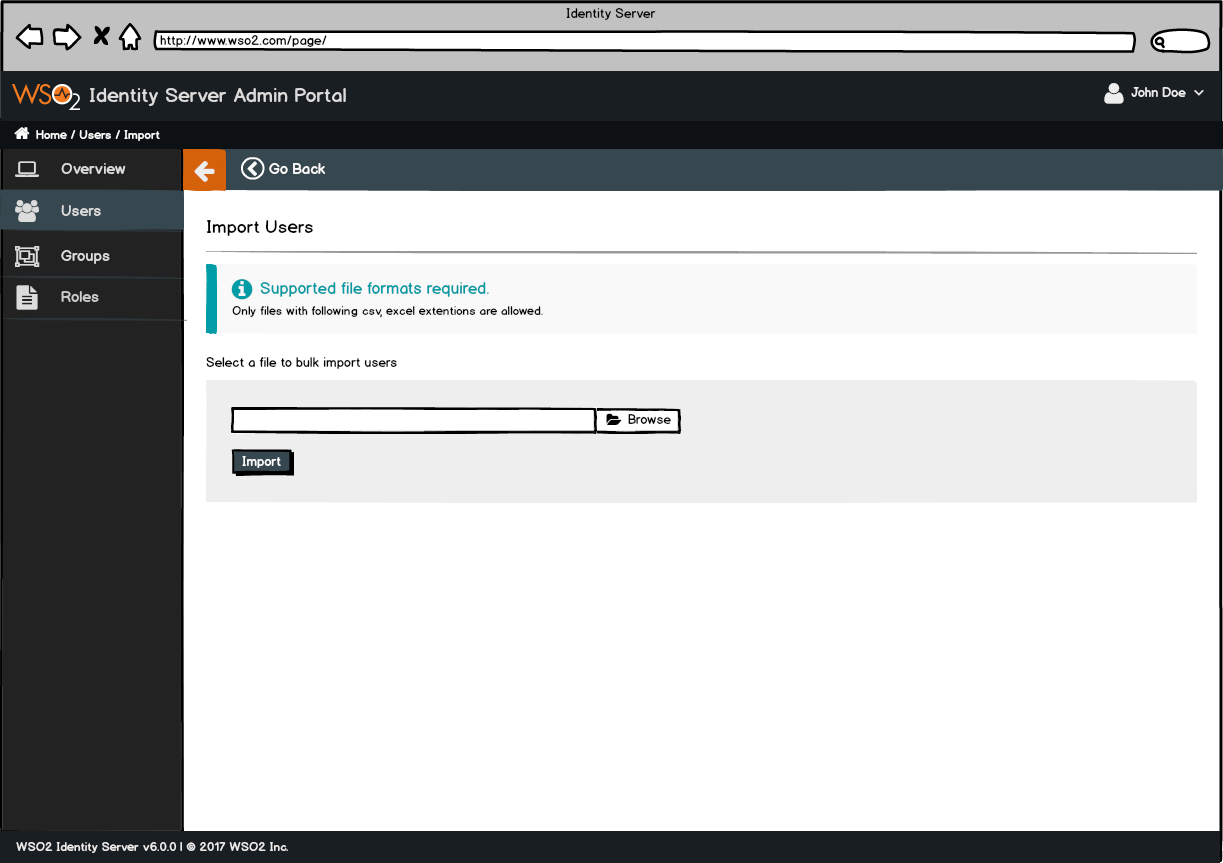 Identity Server
http://www.wso2.com/page/
WSO2 Identity Server Admin Portal
John Doe
Home / Users / Import
Overview
Go Back
Users
Import Users
Groups
Supported file formats required.
Roles
Only files with following csv, excel extentions are allowed.
Select a file to bulk import users
Browse
Import
WSO2 Identity Server v6.0.0 | © 2017 WSO2 Inc.